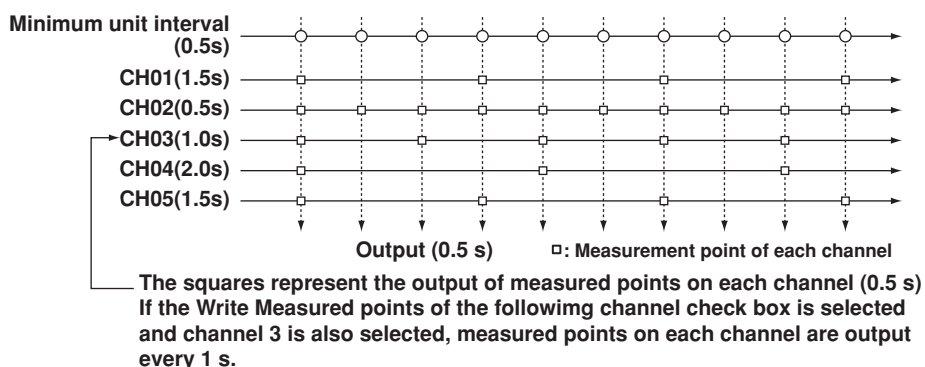 Minimum unit interval
(0.5s)
CH01(1.5s)
CH02(0.5s)
CH03(1.0s)
CH04(2.0s)
CH05(1.5s)
Output (0.5 s)
: Measurement point of each channel
The squares represent the output of measured points on each channel (0.5 s)
If the Write Measured points of the followimg channel check box is selected
and channel 3 is also selected, measured points on each channel are output
every 1 s.